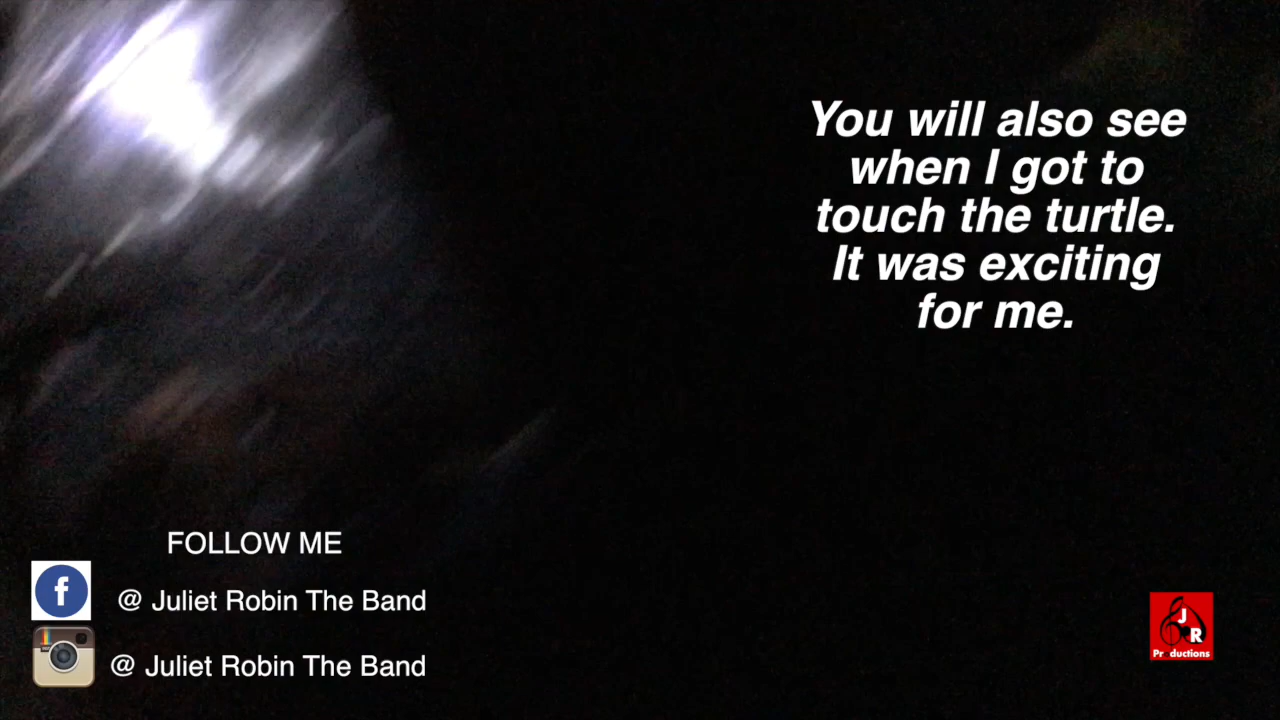 You will also see
when I got to
touch the turtle.
It was exciting
for me.
FOLLOW ME
f
@ Juliet Robin The Band
@ Juliet Robin The Band
J
R
Productions